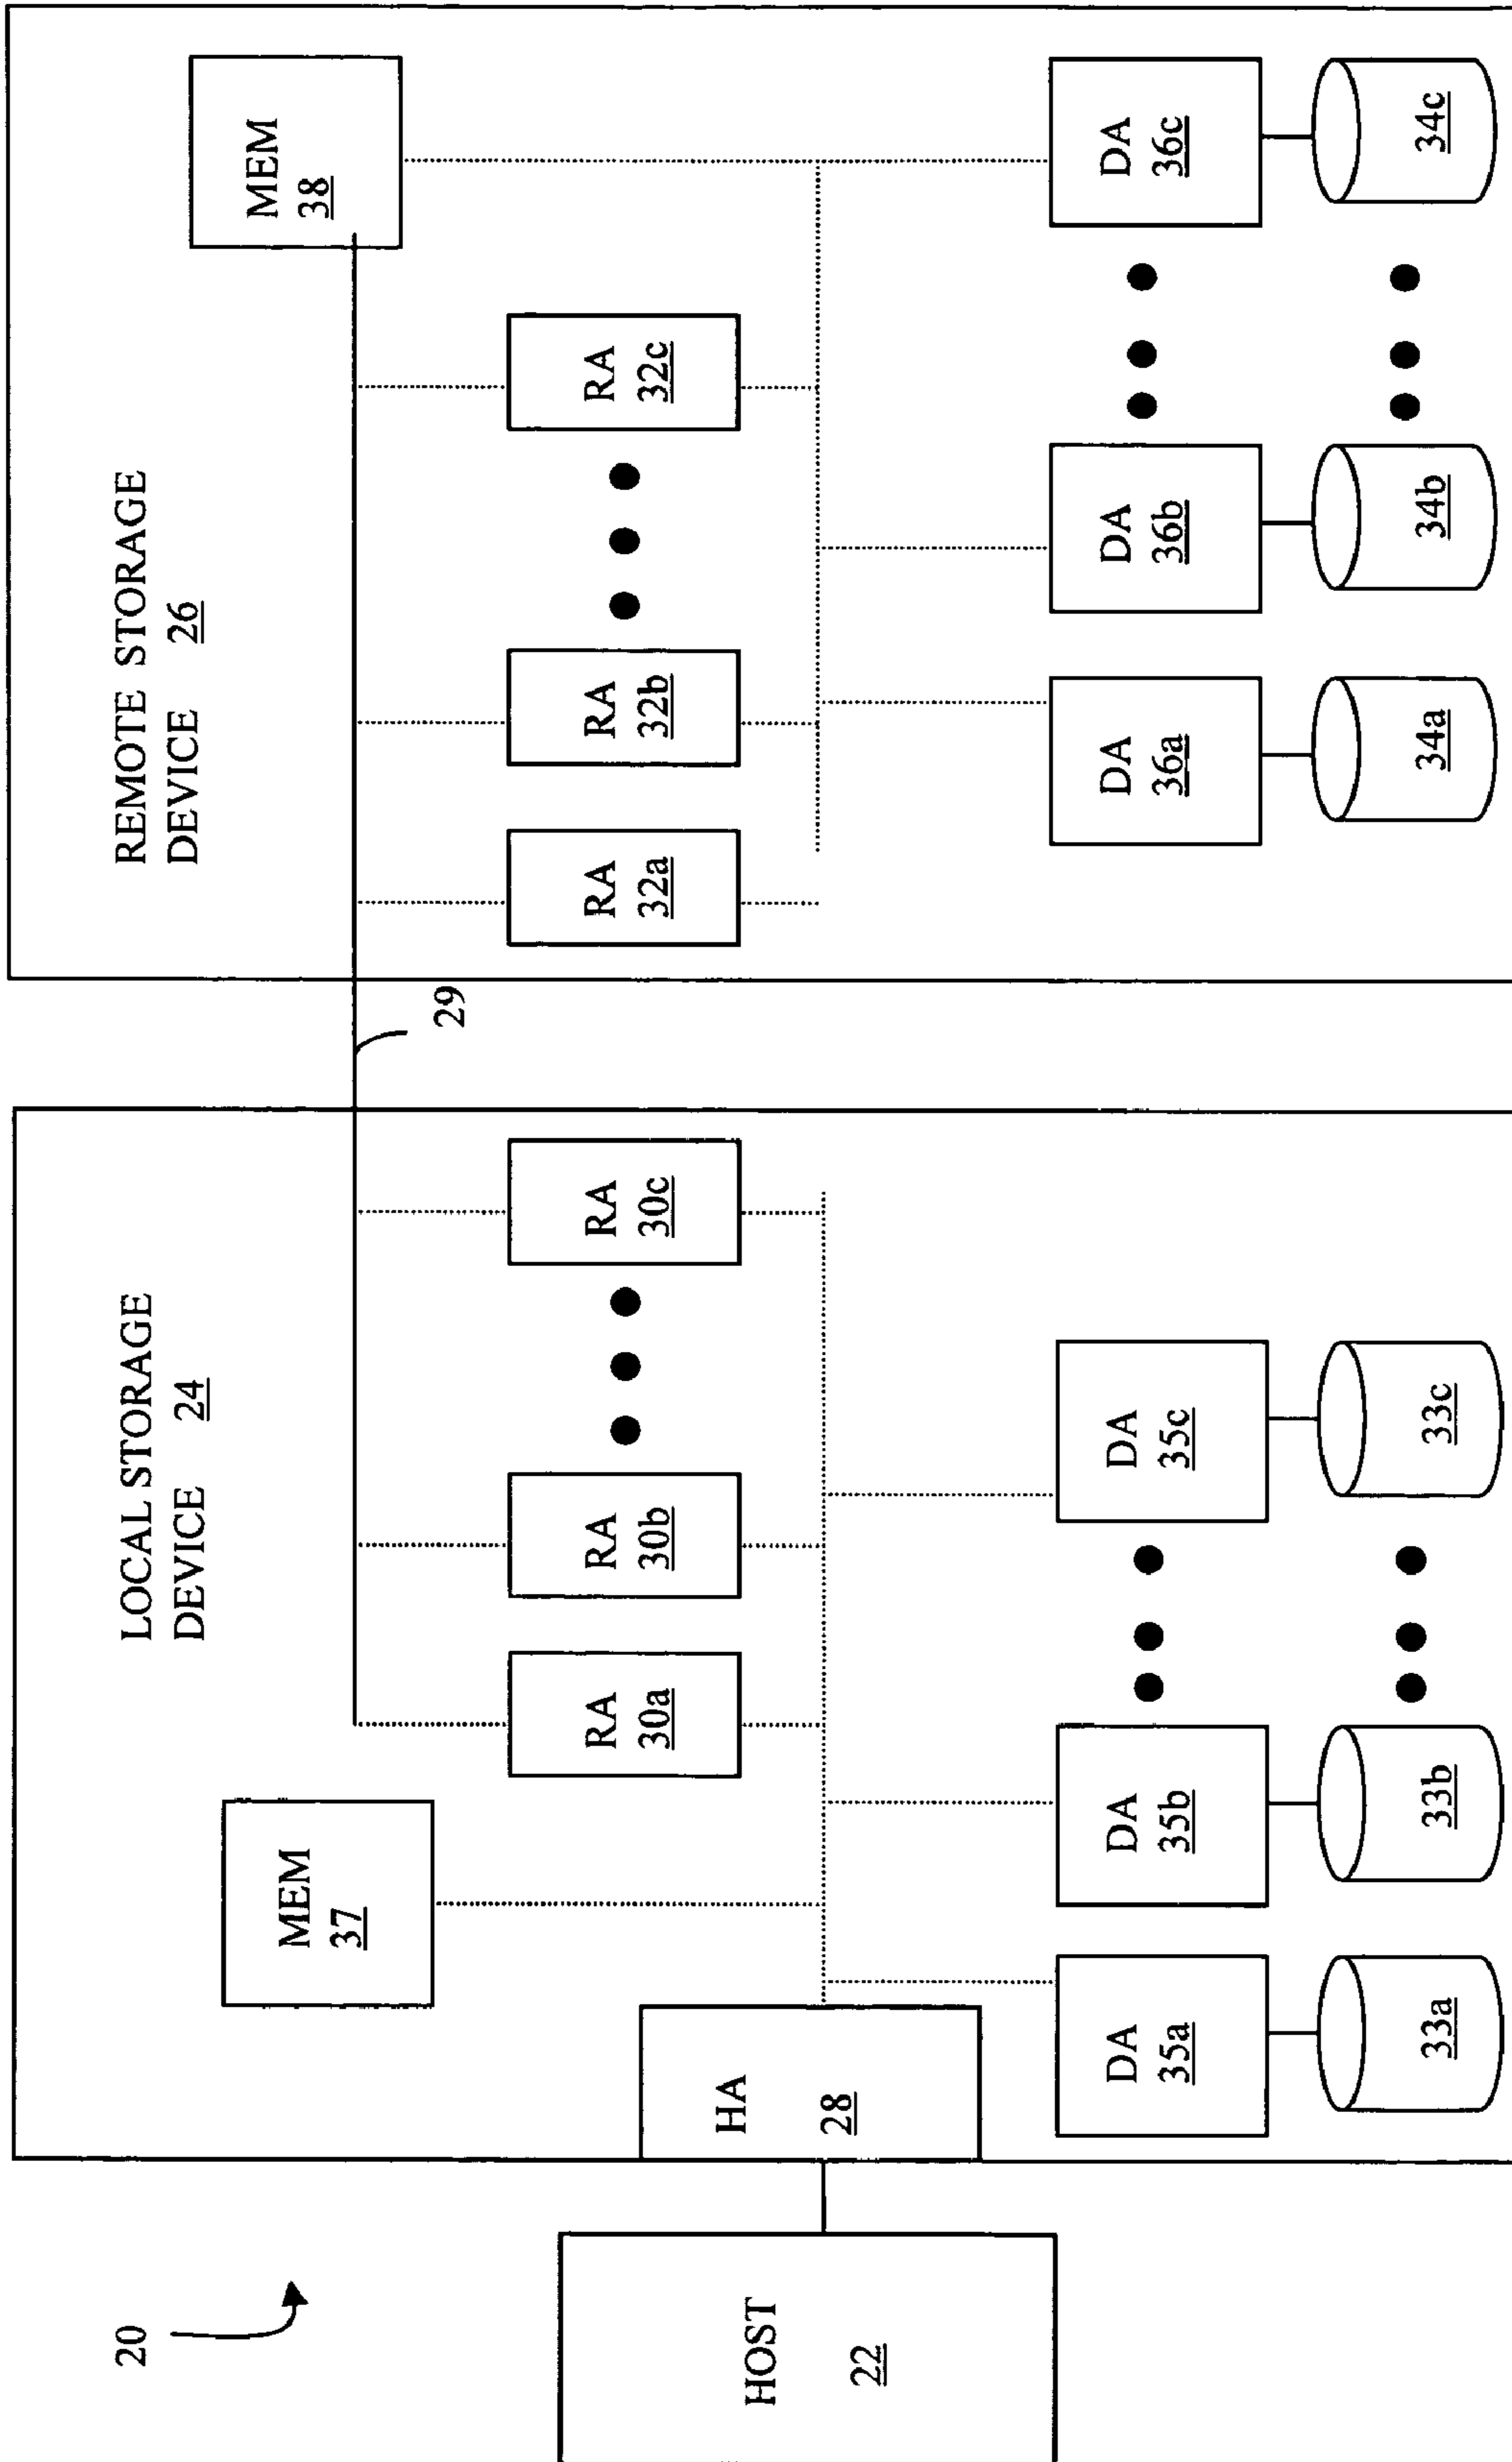 20
HOST
22
LOCAL STORAGE
DEVICE 24
MEM
37
HA
28
RA
30a
RA
30b
RA
30c
DA
35a
DA
35b
DA
35c
33a
33b
33c
29
REMOTE STORAGE
DEVICE 26
MEM
38
RA
32a
RA
32b
RA
32c
DA
36a
DA
36b
DA
36c
34a
34b
34c